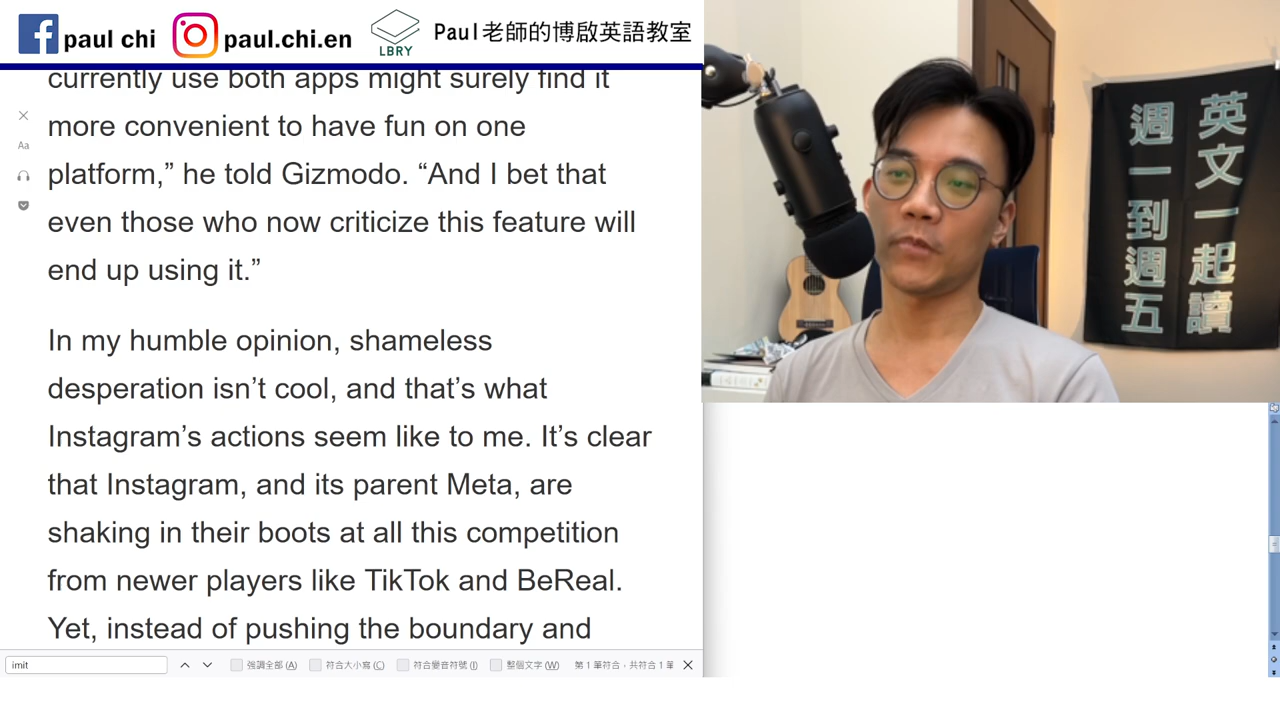 paul chi
paul.chi.en
LBRY
Paul老師的博啟英語教室
currently use both apps might surely find it
more convenient to have fun on one
platform,” he told Gizmodo. “And I bet that
even those who now criticize this feature will
end up using it.”
In my humble opinion, shameless
desperation isn’t cool, and that’s what
Instagram’s actions seem like to me. It’s clear
that Instagram, and its parent Meta, are
shaking in their boots at all this competition
from newer players like TikTok and BeReal.
Yet, instead of pushing the boundary and
Aa
imit
強調全部 (A)
符合大小寫 (C)
符合變音符號 (I)
整個文字 (W)
第 1 筆符合，共符合 1 筆
英文一起讀
週一到週五